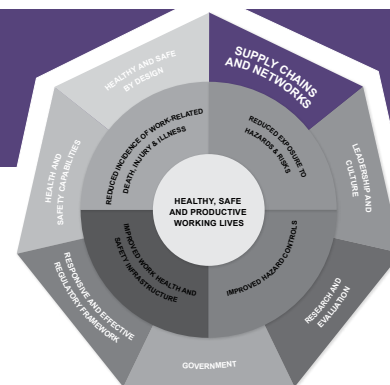 HEALTHY AND SAFE
BY DESIGN
SUPPLY CHAINS
AND NETWORKS
LEADERSHIP AND
CULTURE
RESEARCH AND
EVALUATION
GOVERNMENT
RESPONSIVE AND EFFECTIVE
REGULATORY FRAMEWORK
HEALTH AND
SAFETY CAPABILITIES
REDUCED INCIDENCE OF WORK-RELATED
DEATH, INJURY & ILLNESS
REDUCED EXPOSURE TO
HAZARDS & RISKS
IMPROVED HAZARD CONTROLS
IMPROVED WORK HEALTH AND
SAFETY INFRASTRUCTURE
HEALTHY, SAFE
AND PRODUCTIVE
WORKING LIVES